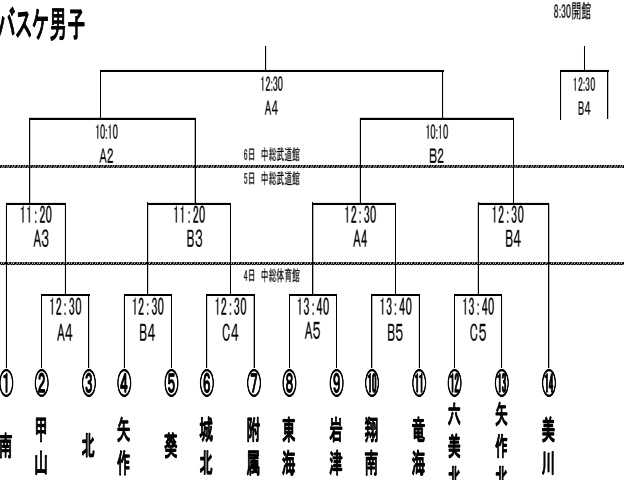 バスケ男子
8:30開館
12:30
A4
12:30
B4
10:10
A2
10:10
B2
6日 中総武道館
5日 中総武道館
11:20
A3
11:20
B3
12:30
A4
12:30
B4
4日 中総体育館
12:30
A4
12:30
B4
12:30
C4
13:40
A5
13:40
B5
13:40
C5
① ② ③ ④ ⑤ ⑥ ⑦ ⑧ ⑨ ⑩ ⑪ ⑫ ⑬ ⑭
南
甲山
北
矢作
葵
城北
附属
東海
岩津
翔南
竜海
六美北
矢作北
美川